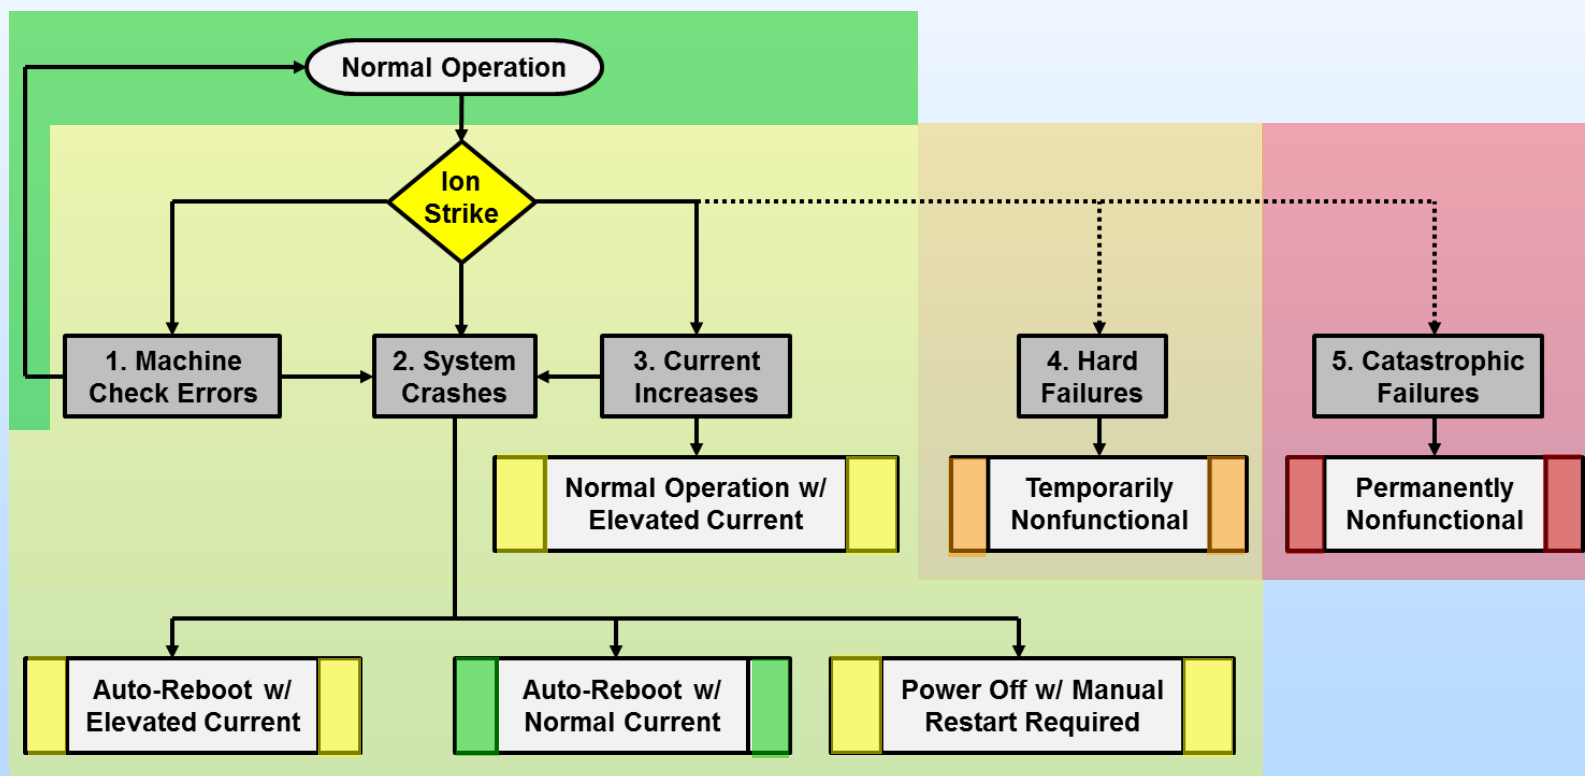 Normal Operation
Ion
Strike
1. Machine
Check Errors
2. System
Crashes
3. Current
Increases
4. Hard
Failures
5. Catastrophic
Failures
Normal Operation w/
Elevated Current
Temporarily
Nonfunctional
Permanently
Nonfunctional
Auto-Reboot w/
Elevated Current
Auto-Reboot w/
Normal Current
Power Off w/ Manual
Restart Required